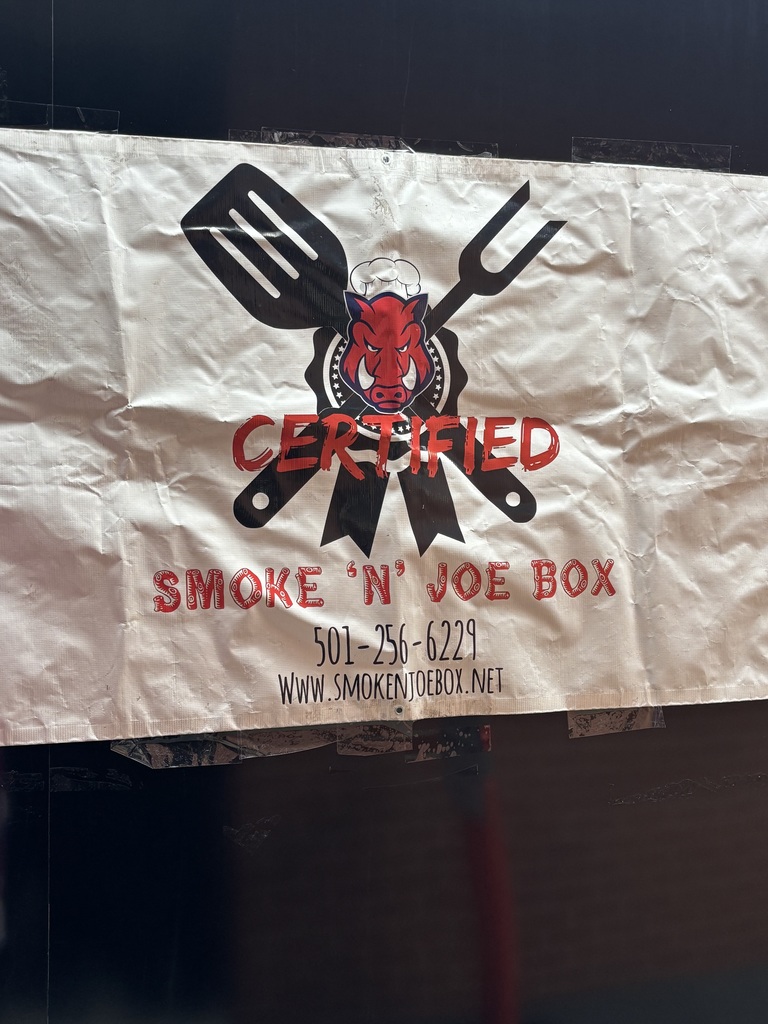 CERTIFIED
SMOKE 'N' JOE BOX
501-256-6229
WWW.SMOKENJOEBOX.NET